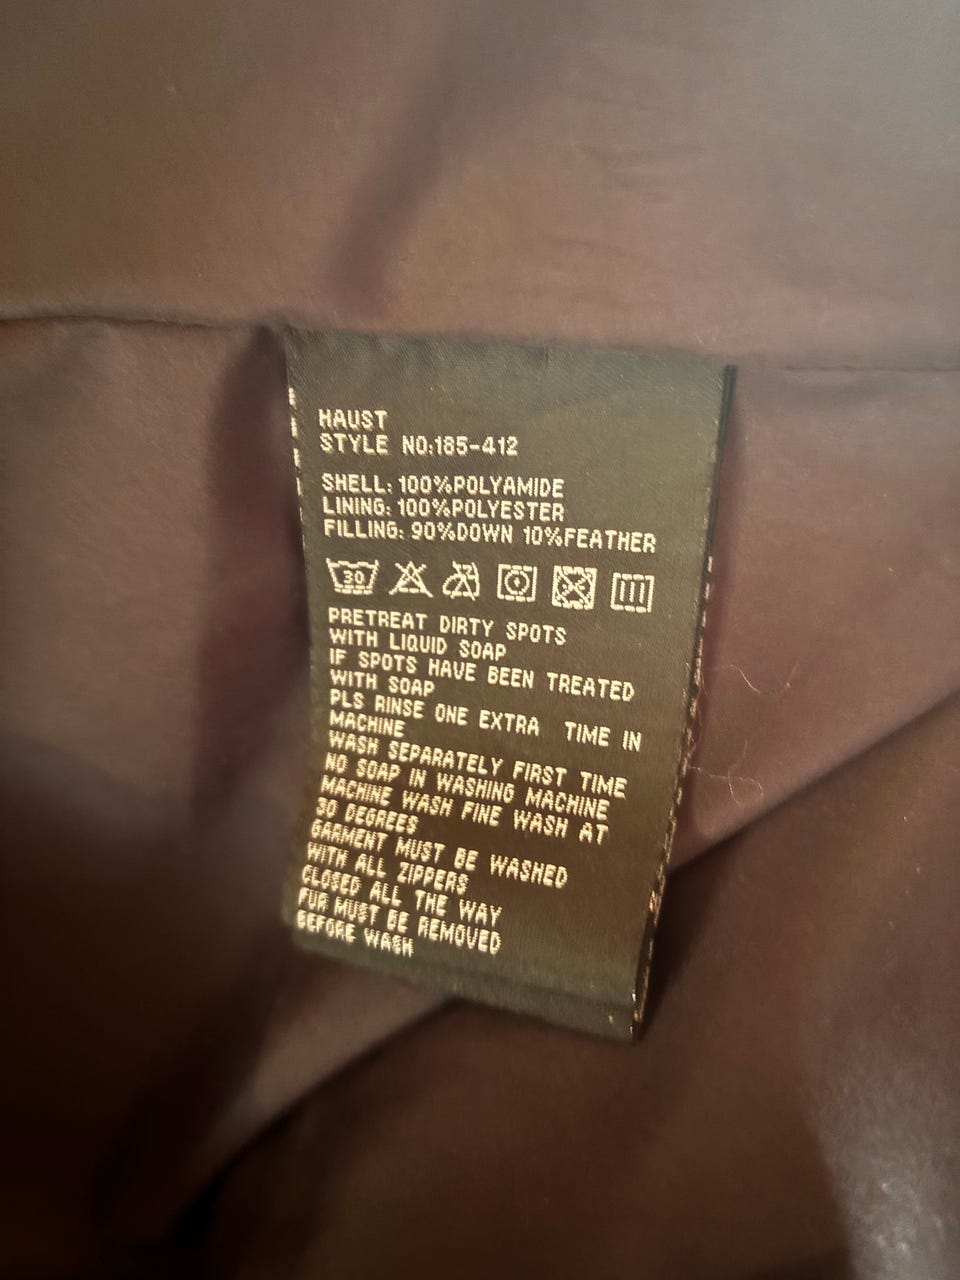 HAUST
STYLE NO:185-412
SHELL: 100%POLYAMIDE
LINING: 100%POLYESTER
FILLING: 90%DOWN 10%FEATHER
30
PRETREAT DIRTY SPOTS
WITH LIQUID SOAP
IF SPOTS HAVE BEEN TREATED
WITH SOAP
PLS RINSE ONE EXTRA TIME IN
MACHINE
WASH SEPARATELY FIRST TIME
NO SOAP IN WASHING MACHINE
MACHINE WASH FINE WASH AT
30 DEGREES
GARMENT MUST BE WASHED
WITH ALL ZIPPERS
CLOSED ALL THE WAY
FUR MUST BE REMOVED
BEFORE WASH